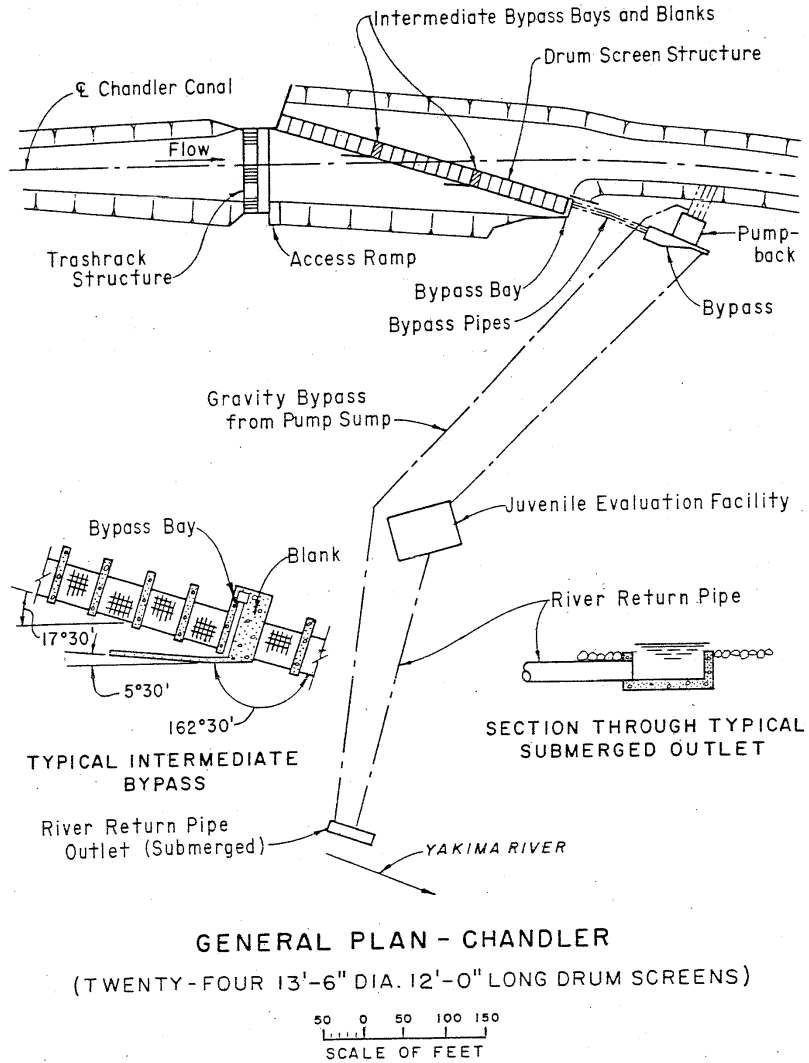 Intermediate Bypass Bays and Blanks
Drum Screen Structure
℄ Chandler Canal
Flow
Trashrack
Structure
Access Ramp
Bypass Bay
Bypass Pipes
Pump-
back
Bypass
Gravity Bypass
from Pump Sump
Juvenile Evaluation Facility
Bypass Bay
Blank
River Return Pipe
17°30'
5°30'
162°30'
TYPICAL INTERMEDIATE
BYPASS
SECTION THROUGH TYPICAL
SUBMERGED OUTLET
River Return Pipe
Outlet (Submerged)
YAKIMA RIVER
GENERAL PLAN - CHANDLER
(TWENTY-FOUR 13'-6" DIA. 12'-0" LONG DRUM SCREENS)
50 0 50 100 150
SCALE OF FEET